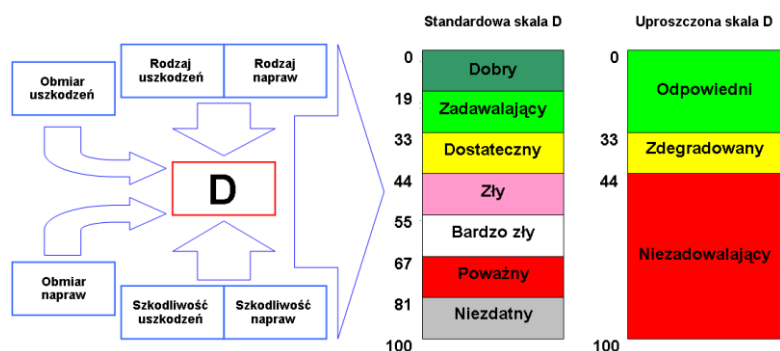 Standardowa skala D
Uproszczona skala D
Obmiar
uszkodzeń
Rodzaj
uszkodzeń
Rodzaj
napraw
D
Obmiar
napraw
Szkodliwość
uszkodzeń
Szkodliwość
napraw
0
Dobry
19
Zadawalający
33
Dostateczny
44
Zły
55
Bardzo zły
67
Poważny
81
Niezdatny
100
0
Odpowiedni
33
Zdegradowany
44
Niezadowalający
100